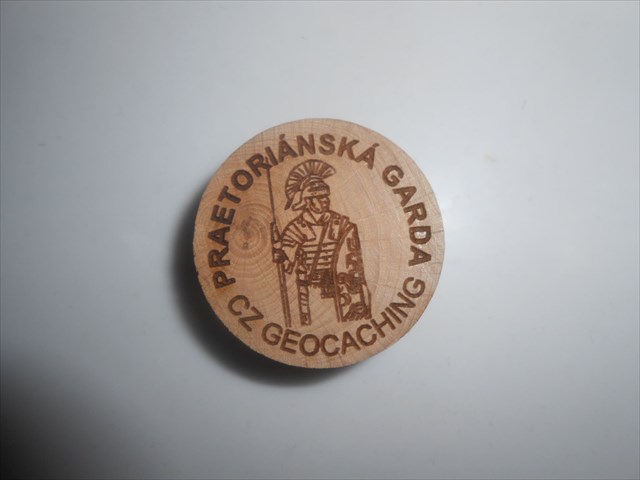 PRAETORIÁNSKÁ GARDA
CZ GEOCACHING